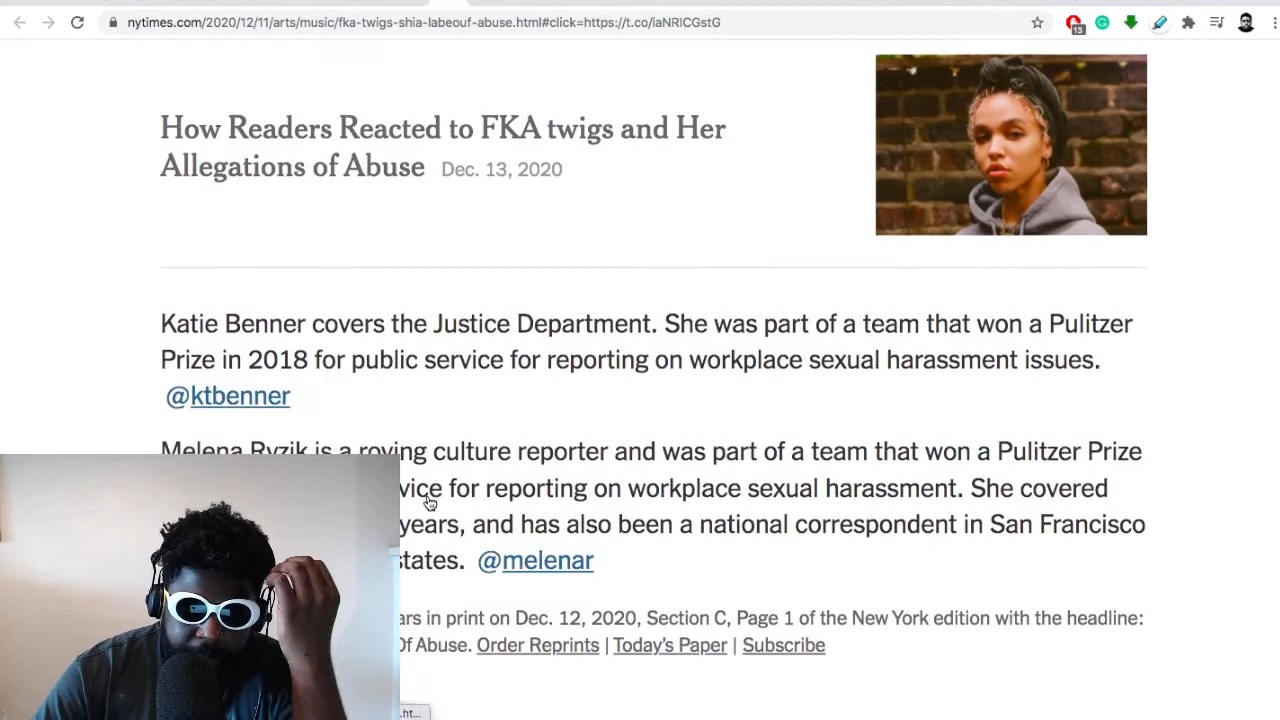 nytimes.com/2020/12/11/arts/music/fka-twigs-shia-labeouf-abuse.html#click=https://t.co/iaNRICGstG
13
How Readers Reacted to FKA twigs and Her
Allegations of Abuse Dec. 13, 2020
Katie Benner covers the Justice Department. She was part of a team that won a Pulitzer
Prize in 2018 for public service for reporting on workplace sexual harassment issues.
@ktbenner
Melena Ryzik is a roving culture reporter and was part of a team that won a Pulitzer Prize
vice for reporting on workplace sexual harassment. She covered
years, and has also been a national correspondent in San Francisco
states. @melenar
ars in print on Dec. 12, 2020, Section C, Page 1 of the New York edition with the headline:
Of Abuse. Order Reprints | Today's Paper | Subscribe
.ht...